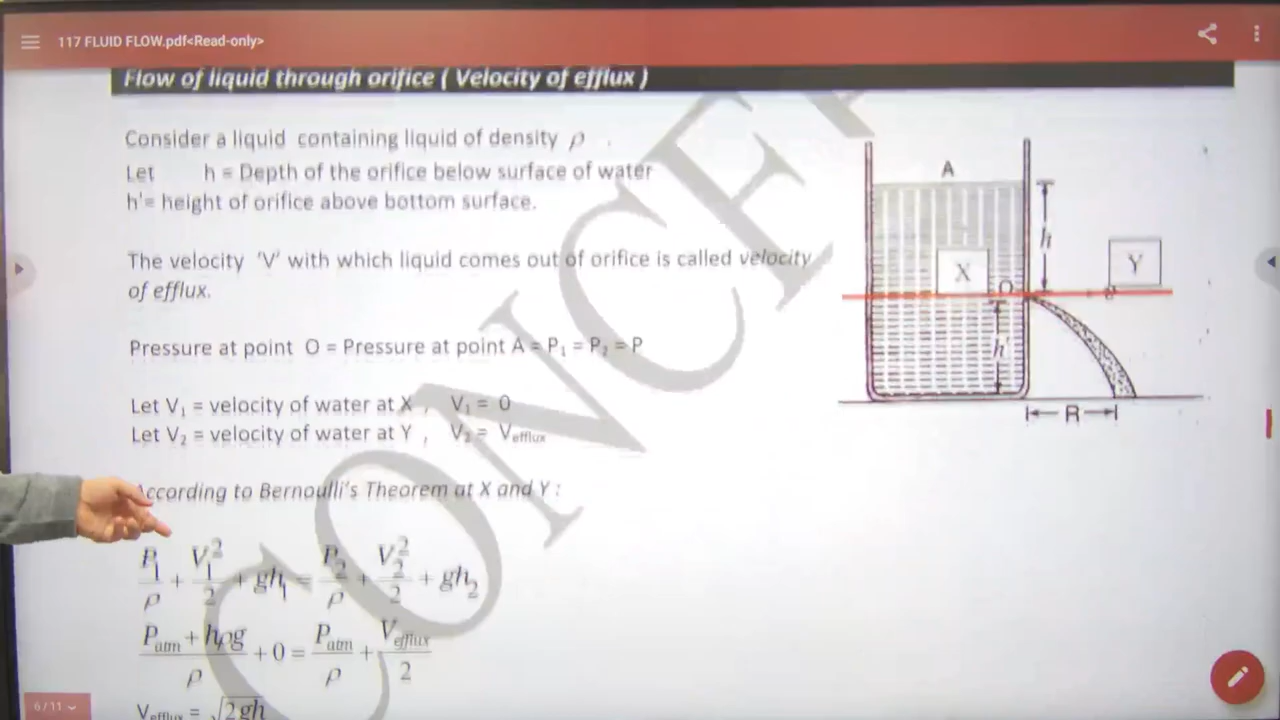 117 FLUID FLOW.pdf<Read-only>
Flow of liquid through orifice ( Velocity of efflux )
Consider a liquid containing liquid of density ρ
Let h = Depth of the orifice below surface of water
h'= height of orifice above bottom surface.
The velocity 'V' with which liquid comes out of orifice is called velocity
of efflux.
Pressure at point O = Pressure at point A = P₁ = P₂ = P
Let V₁ = velocity of water at X , V₁ = 0
Let V₂ = velocity of water at Y , V₂ = Vefflux
According to Bernoulli's Theorem at X and Y :
P₁/ρ + V₁²/2 + gh₁ = P₂/ρ + V₂²/2 + gh₂
(Patm + hρg)/ρ + 0 = Patm/ρ + Vefflux/2
Vefflux = √2gh
A
h
X
Y
O
h'
R
CONCE
6/11